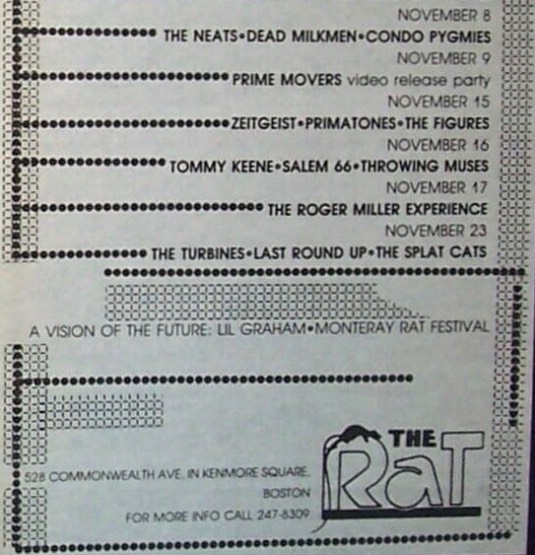 NOVEMBER 8
THE NEATS•DEAD MILKMEN•CONDO PYGMIES
NOVEMBER 9
PRIME MOVERS video release party
NOVEMBER 15
ZEITGEIST•PRIMATONES•THE FIGURES
NOVEMBER 16
TOMMY KEENE•SALEM 66•THROWING MUSES
NOVEMBER 17
THE ROGER MILLER EXPERIENCE
NOVEMBER 23
THE TURBINES•LAST ROUND UP•THE SPLAT CATS
A VISION OF THE FUTURE: LIL GRAHAM•MONTERAY RAT FESTIVAL
THE
RaT
528 COMMONWEALTH AVE. IN KENMORE SQUARE,
BOSTON
FOR MORE INFO CALL 247-8309